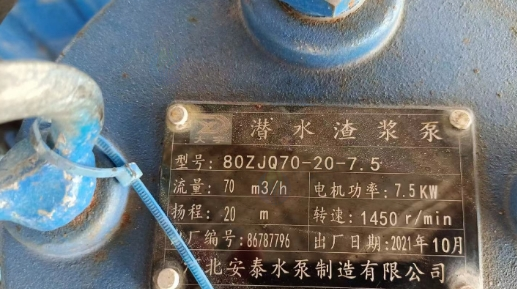 潜水渣浆泵
型号: 80ZJQ70-20-7.5
流量: 70 m3/h 电机功率: 7.5KW
扬程: 20 m 转速: 1450 r/min
出厂编号: 86787796 出厂日期: 2021年10月
北安泰水泵制造有限公司